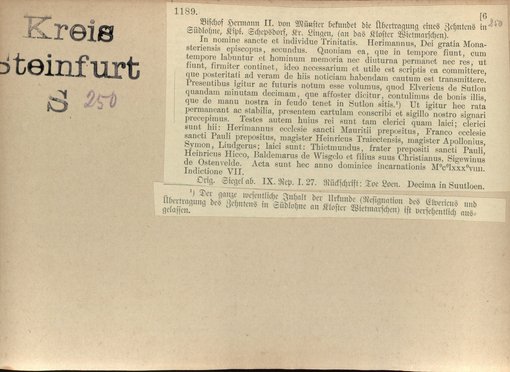 Kreis
Steinfurt
S 250
1189. [6
250
Bischof Hermann II. von Münster bekundet die Übertragung eines Zehntens in
Südlohne, Kspl. Schepsdorf, Kr. Lingen, (an das Kloster Wietmarschen).
In nomine sancte et individue Trinitatis. Herimannus, Dei gratia Mona-
steriensis episcopus, secundus. Quoniam ea, que in tempore fiunt, cum
tempore labuntur et hominum memoria nec diuturna permanet nec res, ut
fiunt, firmiter continet, ideo necessarium et utile est scriptis ea committere,
que posteritati ad veram de hiis noticiam habendam cautum est transmittere.
Presentibus igitur ac futuris notum esse volumus, quod Elvericus de Sutlon
quandam minutam decimam, que affoster dicitur, contulimus de bonis illis,
que de manu nostra in feudo tenet in Sutlon sitis.¹) Ut igitur hec rata
permaneant ac stabilia, presentem cartulam conscribi et sigillo nostro signari
precepimus. Testes autem huius rei sunt tam clerici quam laici; clerici
sunt hii: Herimannus ecclesie sancti Mauritii prepositus, Franco ecclesie
sancti Pauli prepositus, magister Heinricus Traiectensis, magister Apollonius,
Symon, Lindgerus; laici sunt: Thietmundus, frater prepositi sancti Pauli,
Heinricus Hicco, Baldemarus de Wisgelo et filius suus Christianus, Sigewinus
de Ostenvelde. Acta sunt hec anno dominice incarnationis MºCºLXXXºVIIII.
Indictione VII.
Orig. Siegel ab. IX. Rep. I. 27. Rückschrift: Toe Loen. Decima in Suutloen.
¹) Der ganze wesentliche Inhalt der Urkunde (Resignation des Elvericus und
Übertragung des Zehntens in Südlohne an Kloster Wietmarschen) ist versehentlich aus-
gelassen.